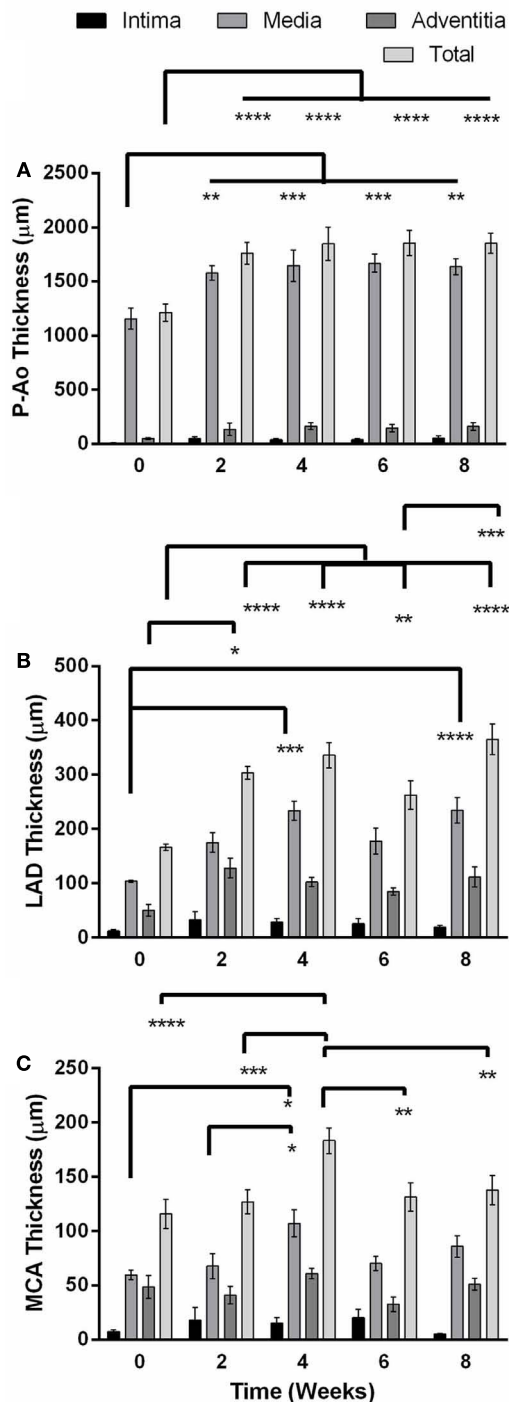 Intima Media Adventitia
Total
**** **** **** ****
A
2500
** *** *** **
2000
1500
1000
500
0
P-Ao Thickness (μm)
0 2 4 6 8
***
**** **** ** ****
*
B
500
400
*** ****
300
200
100
0
LAD Thickness (μm)
0 2 4 6 8
****
*** **
C
250
* **
*
200
150
100
50
0
MCA Thickness (μm)
0 2 4 6 8
Time (Weeks)